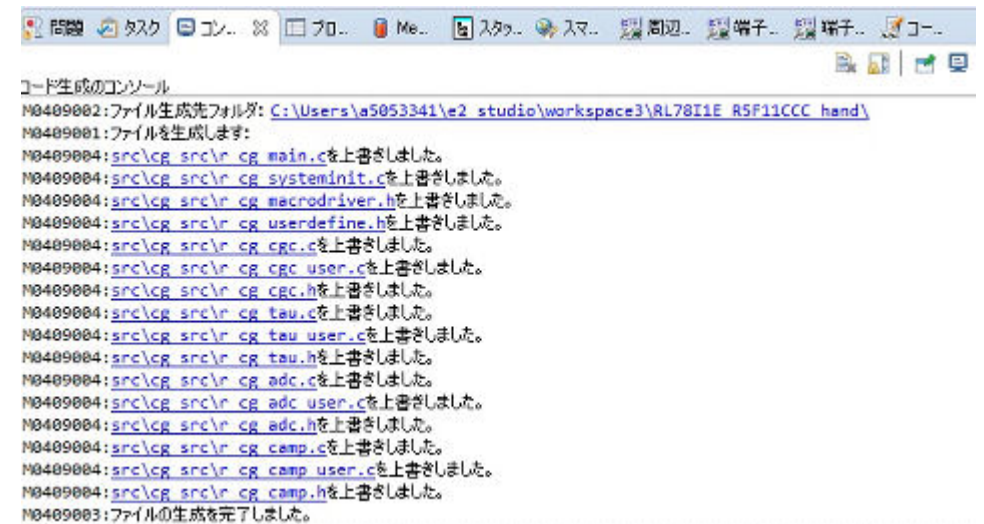 問題 タスク コン... プロ... Me... スタッ... スマ... 周辺... 端子... 端子... コー...
コード生成のコンソール
M0409002:ファイル生成先フォルダ: C:\Users\a5053341\e2_studio\workspace3\RL78I1E_R5F11CCC_hand\
M0409001:ファイルを生成します:
M0409004:src\cg_src\r_cg_main.cを上書きしました。
M0409004:src\cg_src\r_cg_systeminit.cを上書きしました。
M0409004:src\cg_src\r_cg_macrodriver.hを上書きしました。
M0409004:src\cg_src\r_cg_userdefine.hを上書きしました。
M0409004:src\cg_src\r_cg_cgc.cを上書きしました。
M0409004:src\cg_src\r_cg_cgc_user.cを上書きしました。
M0409004:src\cg_src\r_cg_cgc.hを上書きしました。
M0409004:src\cg_src\r_cg_tau.cを上書きしました。
M0409004:src\cg_src\r_cg_tau_user.cを上書きしました。
M0409004:src\cg_src\r_cg_tau.hを上書きしました。
M0409004:src\cg_src\r_cg_adc.cを上書きしました。
M0409004:src\cg_src\r_cg_adc_user.cを上書きしました。
M0409004:src\cg_src\r_cg_adc.hを上書きしました。
M0409004:src\cg_src\r_cg_camp.cを上書きしました。
M0409004:src\cg_src\r_cg_camp_user.cを上書きしました。
M0409004:src\cg_src\r_cg_camp.hを上書きしました。
M0409003:ファイルの生成を完了しました。